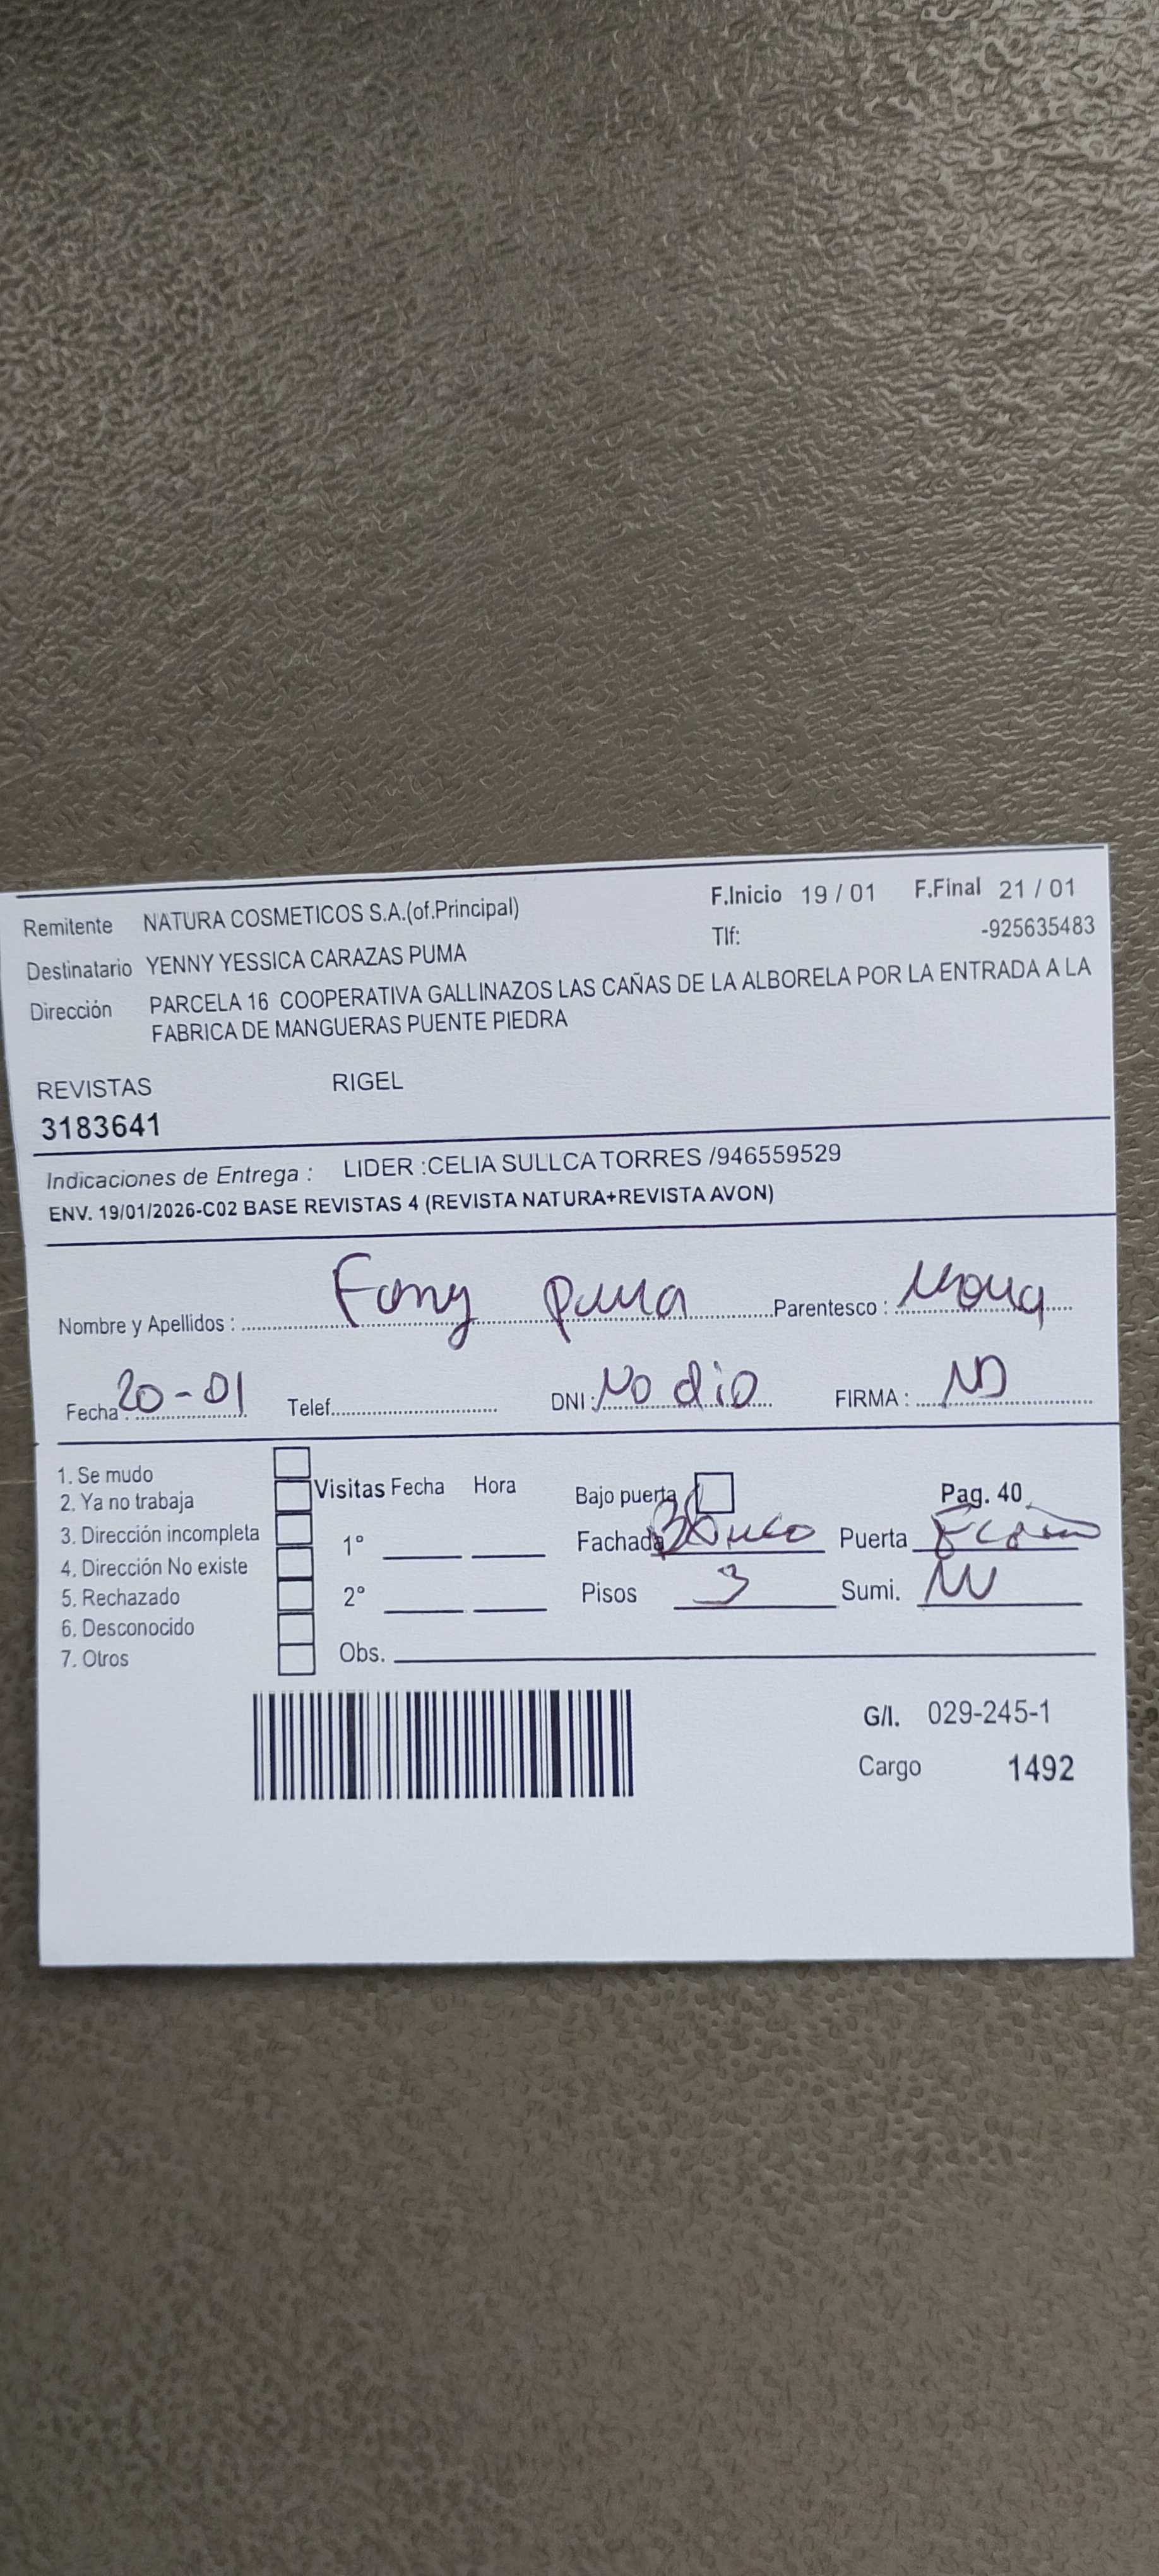 Remitente NATURA COSMETICOS S.A.(of.Principal) F.Inicio 19 / 01 F.Final 21 / 01
Destinatario YENNY YESSICA CARAZAS PUMA Tlf: -925635483
Dirección PARCELA 16 COOPERATIVA GALLINAZOS LAS CAÑAS DE LA ALBORELA POR LA ENTRADA A LA
FABRICA DE MANGUERAS PUENTE PIEDRA
REVISTAS RIGEL
3183641
Indicaciones de Entrega : LIDER :CELIA SULLCA TORRES /946559529
ENV. 19/01/2026-C02 BASE REVISTAS 4 (REVISTA NATURA+REVISTA AVON)
Nombre y Apellidos : Fany puma Parentesco :
Fecha : 20-01 Telef. DNI : No dio FIRMA : ND
1. Se mudo
2. Ya no trabaja Visitas Fecha Hora Bajo puerta Pag. 40
3. Dirección incompleta 1° Fachada Blanco Puerta
4. Dirección No existe
5. Rechazado 2° Pisos 3 Sumi.
6. Desconocido
7. Otros Obs.
G/I. 029-245-1
Cargo 1492